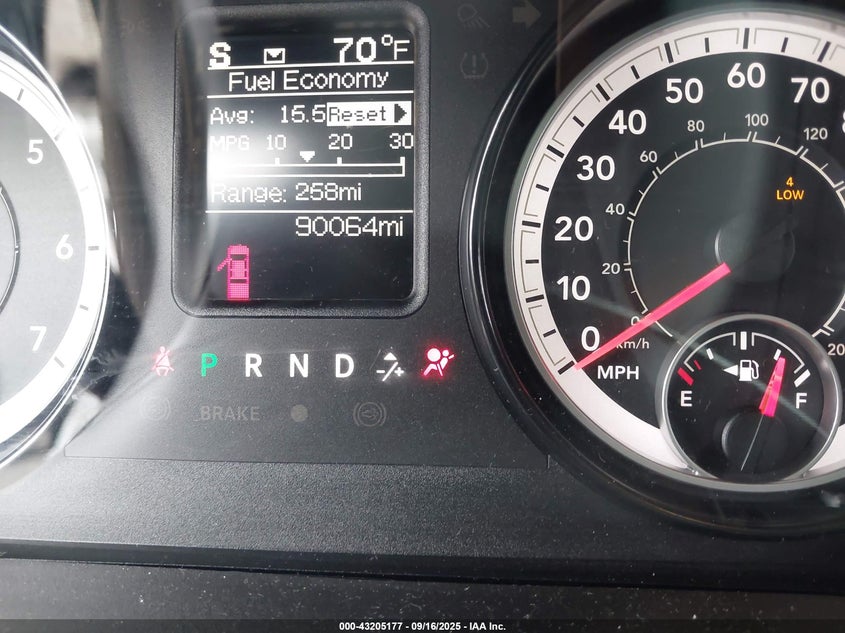 S 70°F
Fuel Economy
Avg: 15.5 Reset
MPG 10 20 30
Range: 258mi
90064mi
5
6
7
P R N D
BRAKE
0 10 20 30 40 50 60 70
0 20 60 80 100 120
km/h
MPH
4
LOW
E F
000-43205177 - 09/16/2025 - IAA Inc.